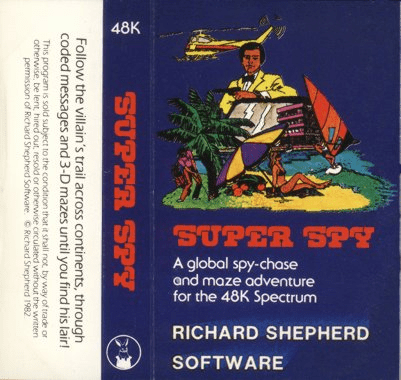 Follow the villain's trail across continents, through
coded messages and 3-D mazes until you find his lair!
This program is sold subject to the condition that it shall not, by way of trade or
otherwise, be lent, hired out, resold or otherwise circulated without the written
permission of Richard Shepherd Software. © Richard Shepherd 1982
48K
SUPER SPY
SUPER SPY
A global spy-chase
and maze adventure
for the 48K Spectrum
RICHARD SHEPHERD
SOFTWARE